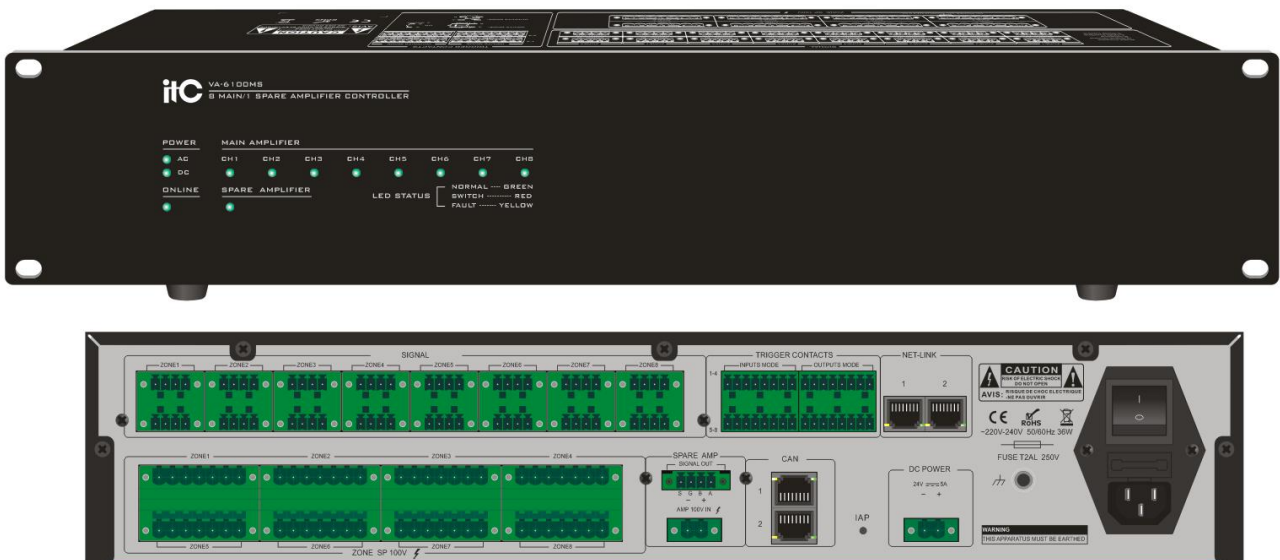 CAUTION
TRIGGER CONTACTS
itC
VA-6100MS
8 MAIN/1 SPARE AMPLIFIER CONTROLLER
POWER MAIN AMPLIFIER
AC CH1 CH2 CH3 CH4 CH5 CH6 CH7 CH8
DC
ONLINE SPARE AMPLIFIER
LED STATUS
NORMAL ---- GREEN
SWITCH --------- RED
FAULT ------- YELLOW
SIGNAL
ZONE1 ZONE2 ZONE3 ZONE4 ZONE5 ZONE6 ZONE7 ZONE8
TRIGGER CONTACTS
INPUTS MODE OUTPUTS MODE
1-4
5-8
NET-LINK
1 2
CAUTION
RISK OF ELECTRIC SHOCK
DO NOT OPEN
AVIS: RISQUE DE CHOC ELECTRIQUE
-NE PAS OUVRIR
CE RoHS
~220V-240V 50/60Hz 36W
FUSE T2AL 250V
ZONE1 ZONE2 ZONE3 ZONE4
ZONE5 ZONE6 ZONE7 ZONE8
ZONE SP 100V
SPARE AMP
SIGNAL OUT
S G B A
− +
AMP 100V IN
CAN
1
2
IAP
DC POWER
24V 5A
− +
WARNING
THIS APPARATUS MUST BE EARTHED